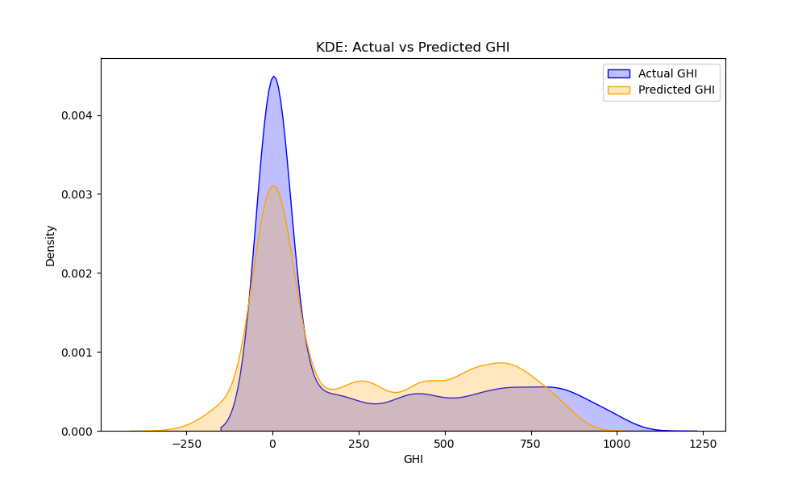 KDE: Actual vs Predicted GHI
Actual GHI
Predicted GHI
Density
0.004
0.003
0.002
0.001
0.000
−250
0
250
500
750
1000
1250
GHI